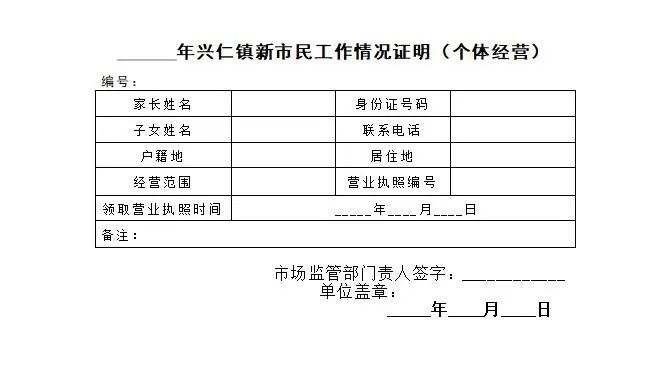 ______年兴仁镇新市民工作情况证明（个体经营）
编号：
家长姓名 身份证号码
子女姓名 联系电话
户籍地 居住地
经营范围 营业执照编号
领取营业执照时间 _____年____月____日
备注：
市场监管部门责人签字：____________
单位盖章：
_____年____月____日